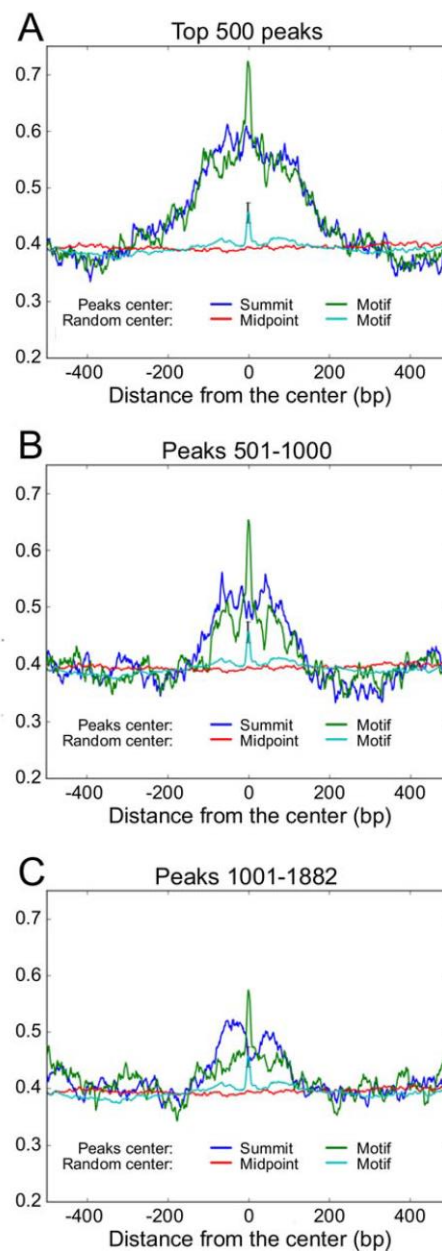 A
Top 500 peaks
0.7
0.6
0.5
0.4
0.3
0.2
Peaks center: Summit Motif
Random center: Midpoint Motif
-400 -200 0 200 400
Distance from the center (bp)
B
Peaks 501-1000
0.7
0.6
0.5
0.4
0.3
0.2
Peaks center: Summit Motif
Random center: Midpoint Motif
-400 -200 0 200 400
Distance from the center (bp)
C
Peaks 1001-1882
0.7
0.6
0.5
0.4
0.3
0.2
Peaks center: Summit Motif
Random center: Midpoint Motif
-400 -200 0 200 400
Distance from the center (bp)